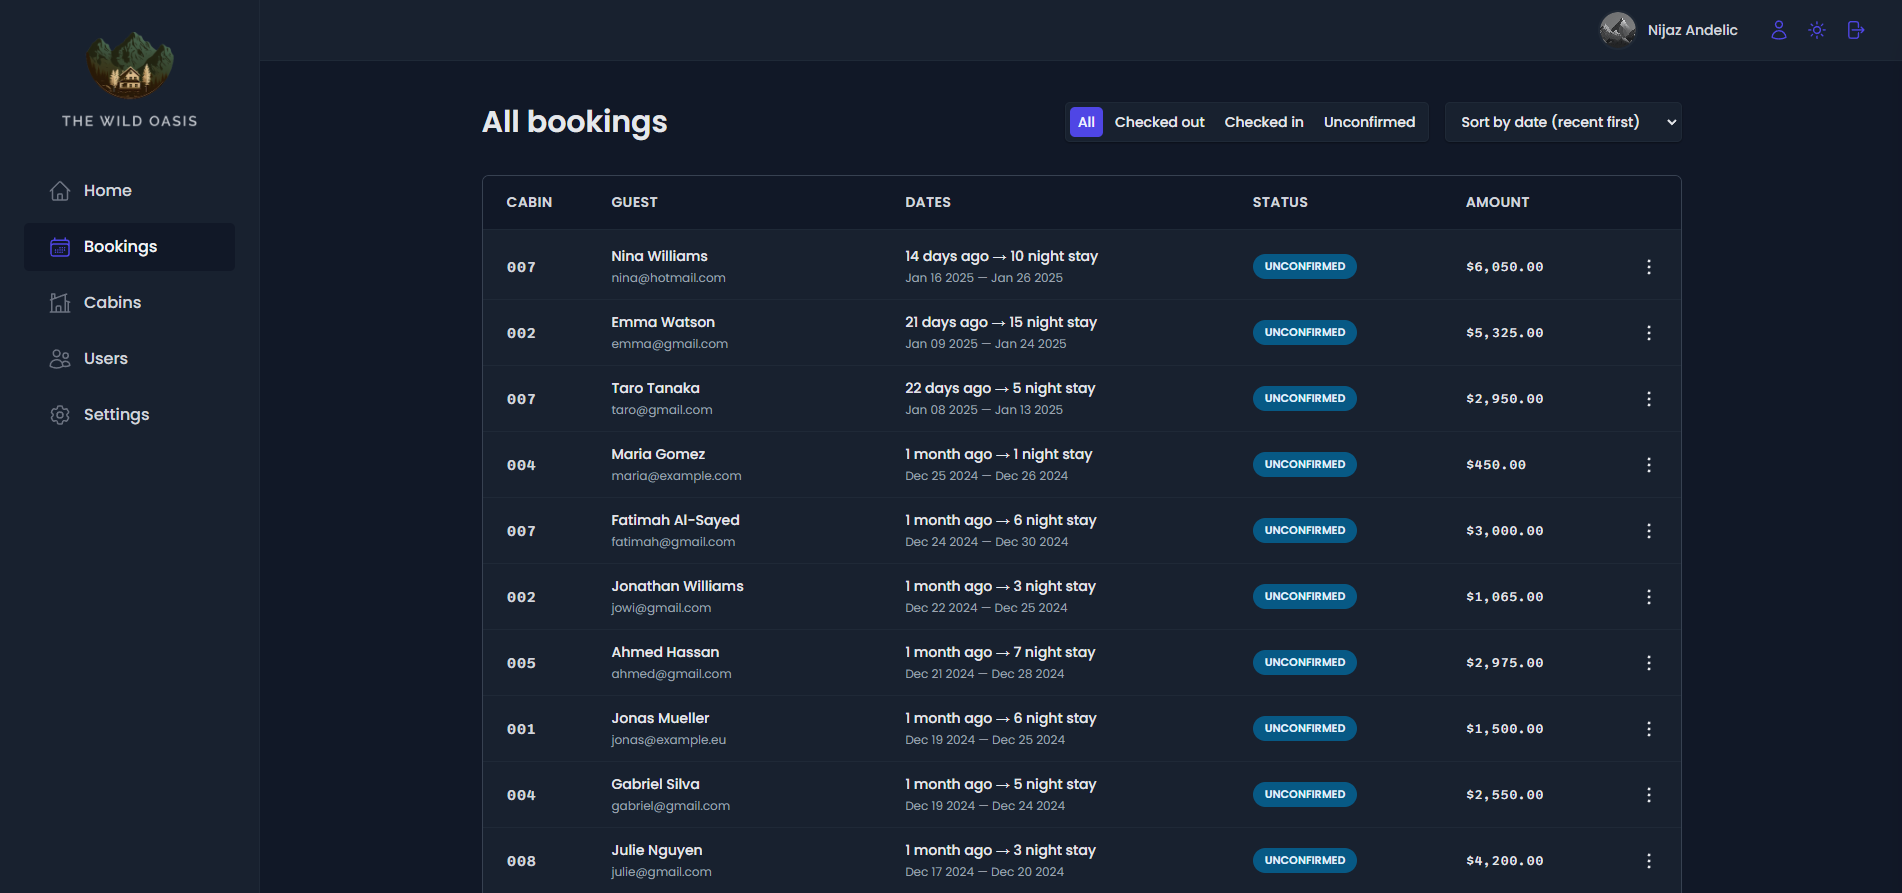 THE WILD OASIS
Home
Bookings
Cabins
Users
Settings
Nijaz Andelic
All bookings
All Checked out Checked in Unconfirmed
Sort by date (recent first)
CABIN GUEST DATES STATUS AMOUNT
007 Nina Williams 14 days ago → 10 night stay UNCONFIRMED $6,050.00
nina@hotmail.com Jan 16 2025 — Jan 26 2025
002 Emma Watson 21 days ago → 15 night stay UNCONFIRMED $5,325.00
emma@gmail.com Jan 09 2025 — Jan 24 2025
007 Taro Tanaka 22 days ago → 5 night stay UNCONFIRMED $2,950.00
taro@gmail.com Jan 08 2025 — Jan 13 2025
004 Maria Gomez 1 month ago → 1 night stay UNCONFIRMED $450.00
maria@example.com Dec 25 2024 — Dec 26 2024
007 Fatimah Al-Sayed 1 month ago → 6 night stay UNCONFIRMED $3,000.00
fatimah@gmail.com Dec 24 2024 — Dec 30 2024
002 Jonathan Williams 1 month ago → 3 night stay UNCONFIRMED $1,065.00
jowi@gmail.com Dec 22 2024 — Dec 25 2024
005 Ahmed Hassan 1 month ago → 7 night stay UNCONFIRMED $2,975.00
ahmed@gmail.com Dec 21 2024 — Dec 28 2024
001 Jonas Mueller 1 month ago → 6 night stay UNCONFIRMED $1,500.00
jonas@example.eu Dec 19 2024 — Dec 25 2024
004 Gabriel Silva 1 month ago → 5 night stay UNCONFIRMED $2,550.00
gabriel@gmail.com Dec 19 2024 — Dec 24 2024
008 Julie Nguyen 1 month ago → 3 night stay UNCONFIRMED $4,200.00
julie@gmail.com Dec 17 2024 — Dec 20 2024